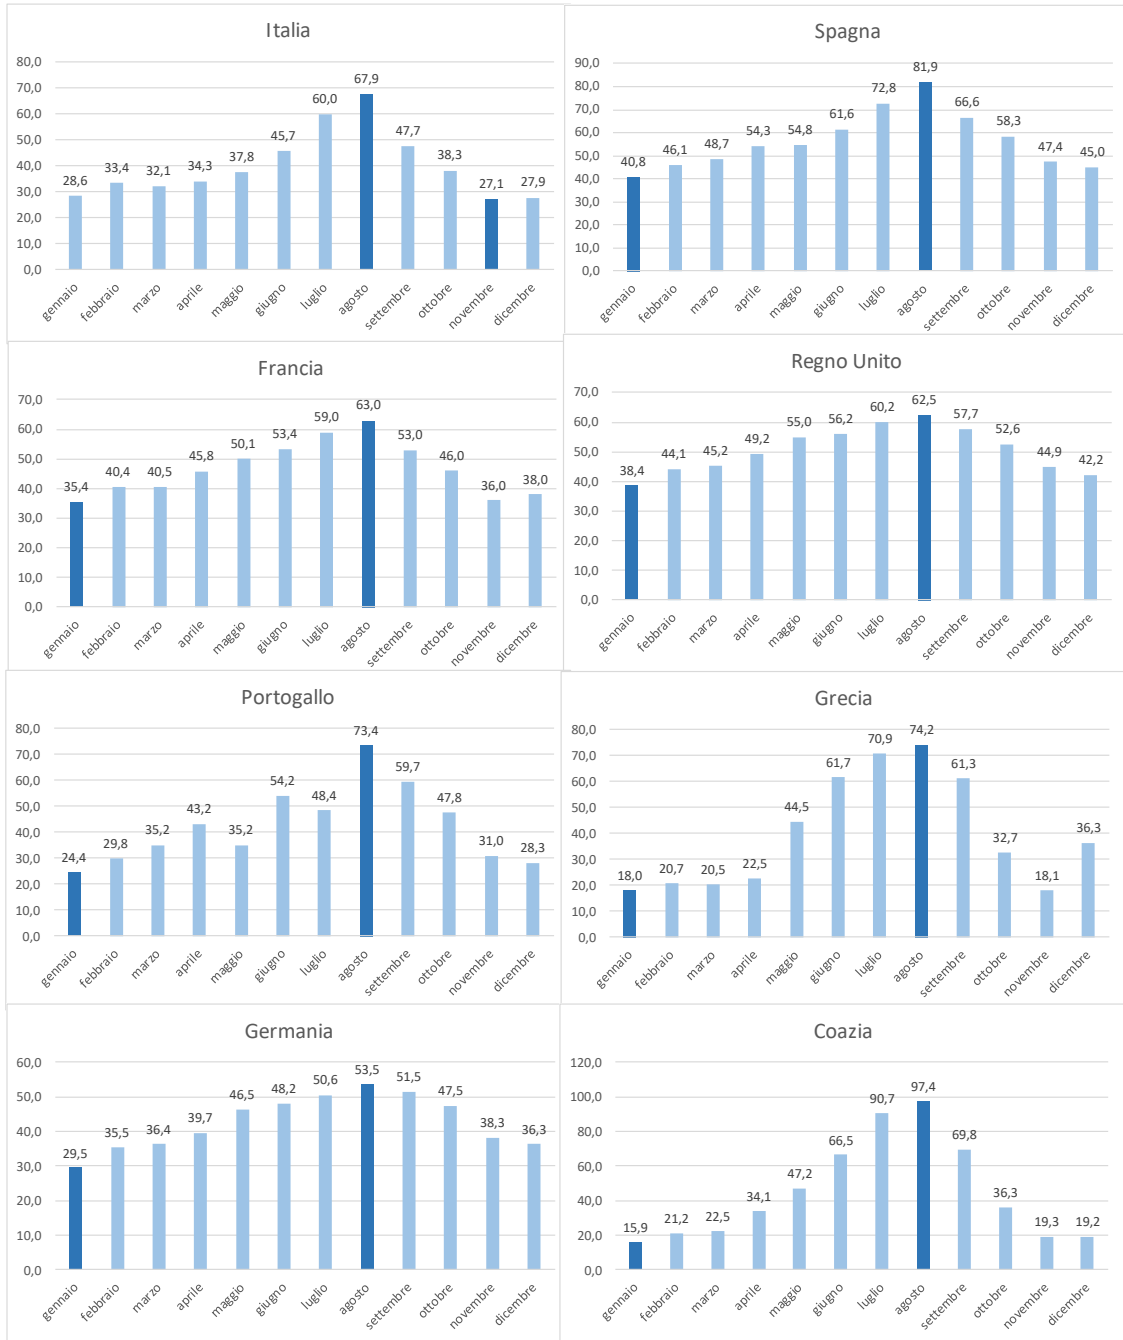 Italia
80,0
70,0
60,0
50,0
40,0
30,0
20,0
10,0
0,0
28,6 33,4 32,1 34,3 37,8 45,7 60,0 67,9 47,7 38,3 27,1 27,9
gennaio febbraio marzo aprile maggio giugno luglio agosto settembre ottobre novembre dicembre
Spagna
90,0
80,0
70,0
60,0
50,0
40,0
30,0
20,0
10,0
0,0
40,8 46,1 48,7 54,3 54,8 61,6 72,8 81,9 66,6 58,3 47,4 45,0
gennaio febbraio marzo aprile maggio giugno luglio agosto settembre ottobre novembre dicembre
Francia
70,0
60,0
50,0
40,0
30,0
20,0
10,0
0,0
35,4 40,4 40,5 45,8 50,1 53,4 59,0 63,0 53,0 46,0 36,0 38,0
gennaio febbraio marzo aprile maggio giugno luglio agosto settembre ottobre novembre dicembre
Regno Unito
70,0
60,0
50,0
40,0
30,0
20,0
10,0
0,0
38,4 44,1 45,2 49,2 55,0 56,2 60,2 62,5 57,7 52,6 44,9 42,2
gennaio febbraio marzo aprile maggio giugno luglio agosto settembre ottobre novembre dicembre
Portogallo
80,0
70,0
60,0
50,0
40,0
30,0
20,0
10,0
0,0
24,4 29,8 35,2 43,2 35,2 54,2 48,4 73,4 59,7 47,8 31,0 28,3
gennaio febbraio marzo aprile maggio giugno luglio agosto settembre ottobre novembre dicembre
Grecia
80,0
70,0
60,0
50,0
40,0
30,0
20,0
10,0
0,0
18,0 20,7 20,5 22,5 44,5 61,7 70,9 74,2 61,3 32,7 18,1 36,3
gennaio febbraio marzo aprile maggio giugno luglio agosto settembre ottobre novembre dicembre
Germania
60,0
50,0
40,0
30,0
20,0
10,0
0,0
29,5 35,5 36,4 39,7 46,5 48,2 50,6 53,5 51,5 47,5 38,3 36,3
gennaio febbraio marzo aprile maggio giugno luglio agosto settembre ottobre novembre dicembre
Coazia
120,0
100,0
80,0
60,0
40,0
20,0
0,0
15,9 21,2 22,5 34,1 47,2 66,5 90,7 97,4 69,8 36,3 19,3 19,2
gennaio febbraio marzo aprile maggio giugno luglio agosto settembre ottobre novembre dicembre